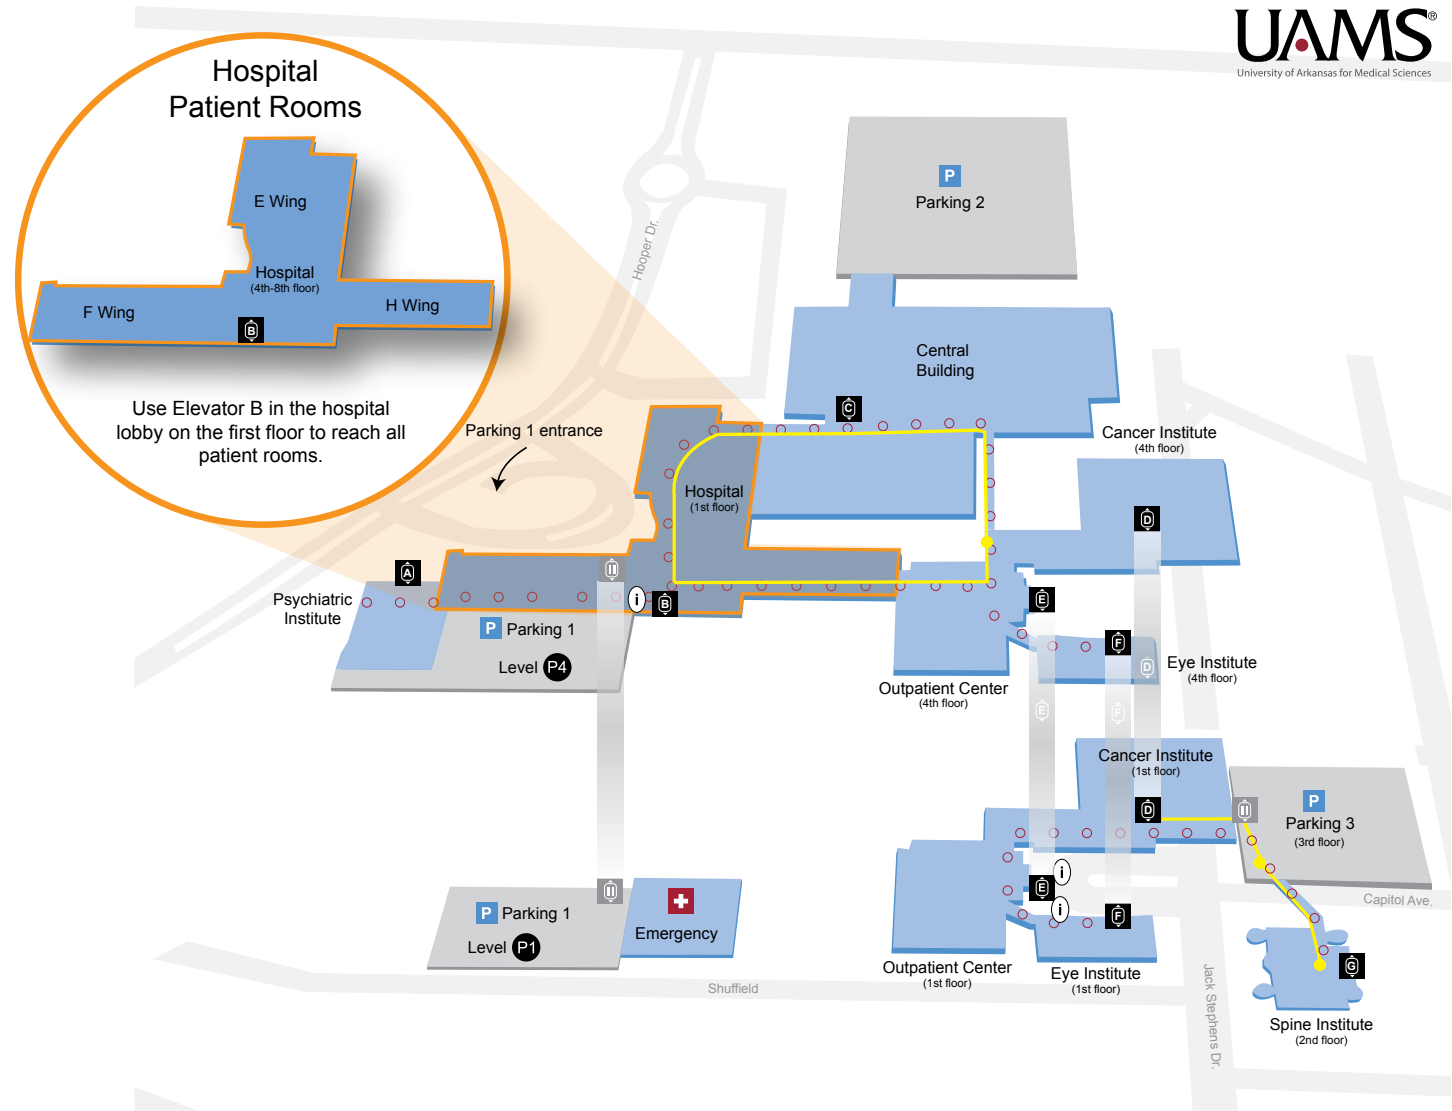 UAMS®
University of Arkansas for Medical Sciences
Hospital
Patient Rooms
E Wing
Hospital
(4th-8th floor)
F Wing
H Wing
B
Use Elevator B in the hospital
lobby on the first floor to reach all
patient rooms.
Hooper Dr.
P
Parking 2
Central
Building
C
Parking 1 entrance
Cancer Institute
(4th floor)
D
Hospital
(1st floor)
A
Psychiatric
Institute
i
B
P Parking 1
Level P4
E
F
D
Eye Institute
(4th floor)
Outpatient Center
(4th floor)
E
F
Cancer Institute
(1st floor)
D
P
Parking 3
(3rd floor)
i
E
i
F
Capitol Ave.
P Parking 1
Level P1
Emergency
Outpatient Center
(1st floor)
Eye Institute
(1st floor)
G
Shuffield
Jack Stephens Dr.
Spine Institute
(2nd floor)